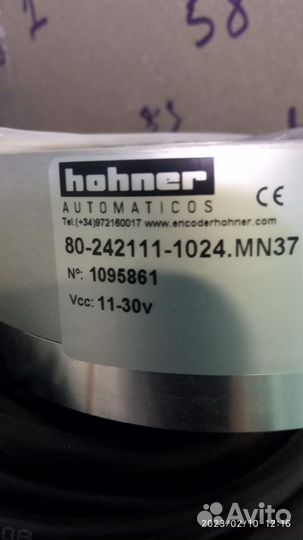 58
hohner
AUTOMATICOS
CE
Tel.(+34)972160017 www.encoderhohner.com
80-242111-1024.MN37
Nº: 1095861
Vcc: 11-30v
2023/02/10 12:16
Avito